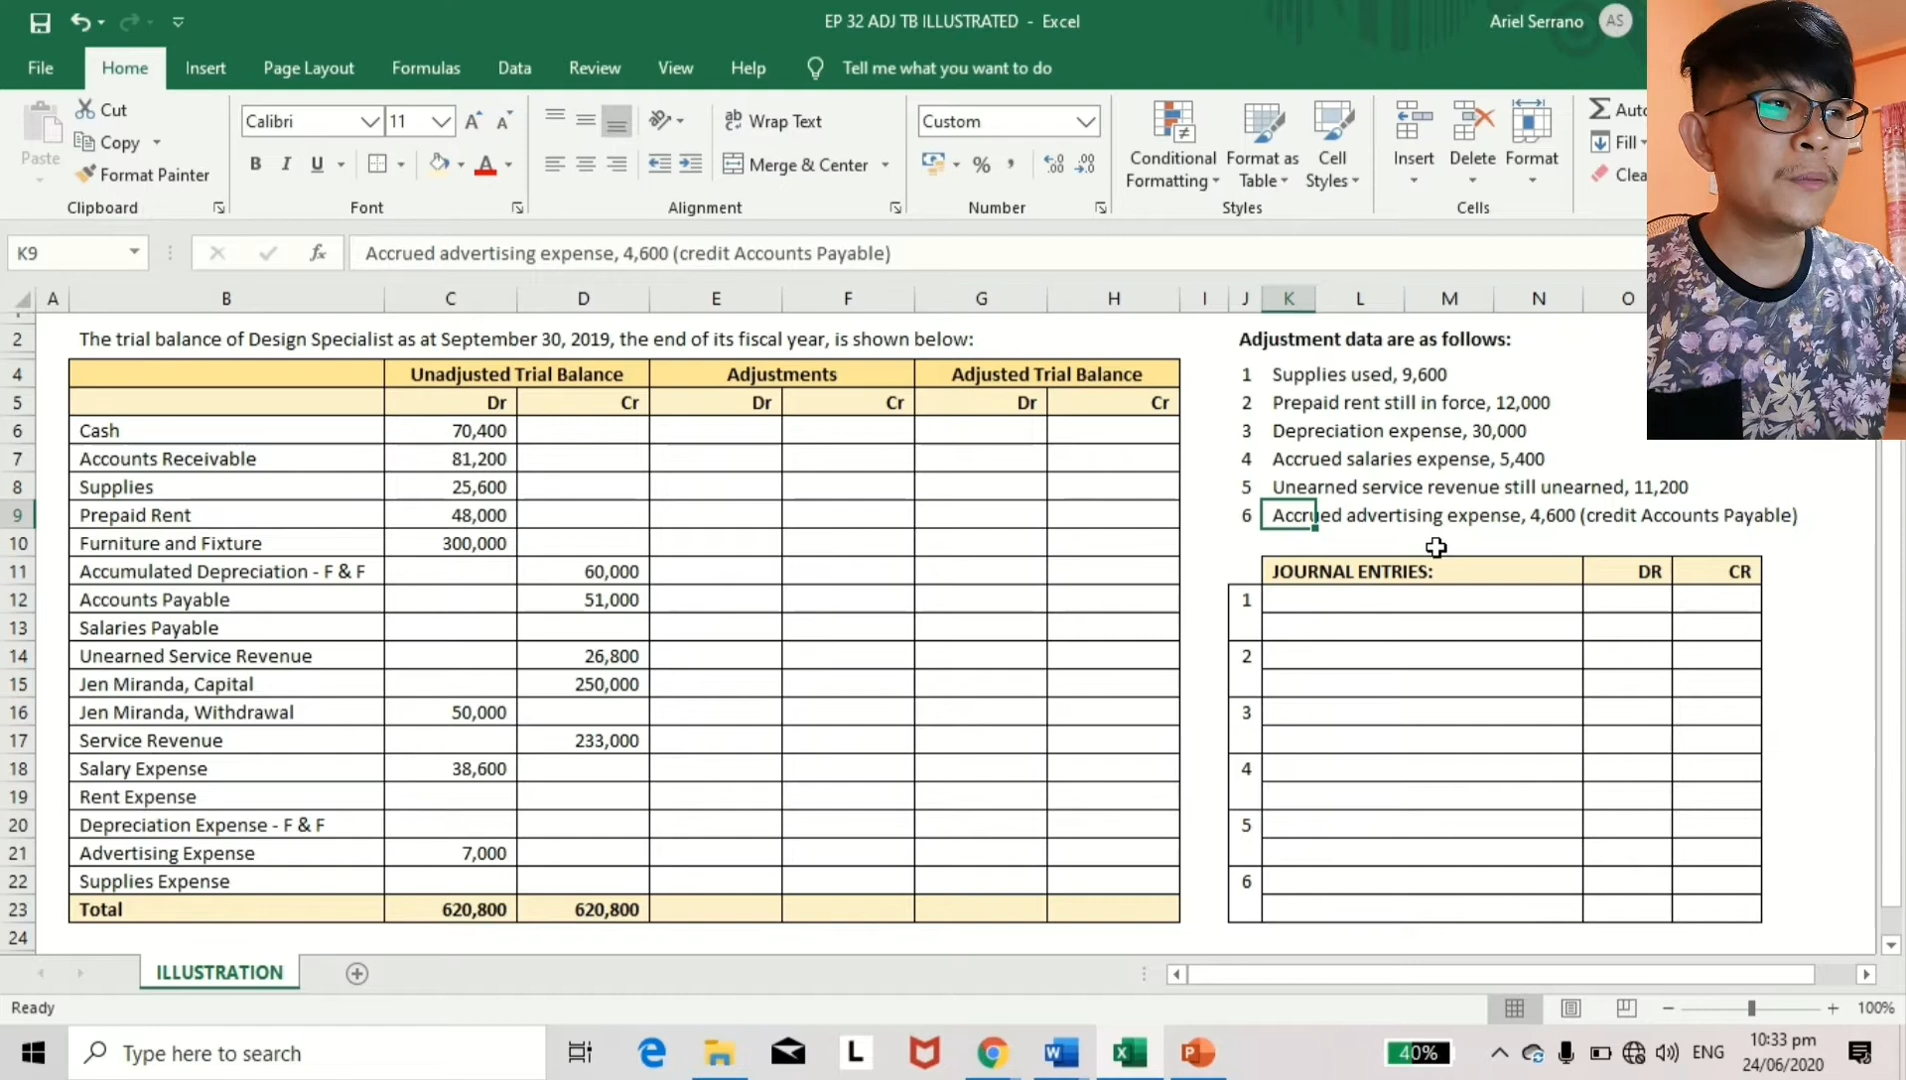 EP 32 ADJ TB ILLUSTRATED - Excel
Ariel Serrano AS
File Home Insert Page Layout Formulas Data Review View Help Tell me what you want to do
Cut
Copy
Format Painter
Paste
Clipboard
Calibri 11
B I U
Font
Wrap Text
Merge & Center
Alignment
Custom
Number
Conditional Formatting
Format as Table
Cell Styles
Styles
Insert Delete Format
Cells
Fill
K9 fx Accrued advertising expense, 4,600 (credit Accounts Payable)
A B C D E F G H I J K L M N O
2 The trial balance of Design Specialist as at September 30, 2019, the end of its fiscal year, is shown below: Adjustment data are as follows:
4 Unadjusted Trial Balance Adjustments Adjusted Trial Balance 1 Supplies used, 9,600
5 Dr Cr Dr Cr Dr Cr 2 Prepaid rent still in force, 12,000
6 Cash 70,400 3 Depreciation expense, 30,000
7 Accounts Receivable 81,200 4 Accrued salaries expense, 5,400
8 Supplies 25,600 5 Unearned service revenue still unearned, 11,200
9 Prepaid Rent 48,000 6 Accrued advertising expense, 4,600 (credit Accounts Payable)
10 Furniture and Fixture 300,000
11 Accumulated Depreciation - F & F 60,000 JOURNAL ENTRIES: DR CR
12 Accounts Payable 51,000 1
13 Salaries Payable
14 Unearned Service Revenue 26,800 2
15 Jen Miranda, Capital 250,000
16 Jen Miranda, Withdrawal 50,000 3
17 Service Revenue 233,000
18 Salary Expense 38,600 4
19 Rent Expense
20 Depreciation Expense - F & F 5
21 Advertising Expense 7,000
22 Supplies Expense 6
23 Total 620,800 620,800
24
ILLUSTRATION
Ready 100%
Type here to search
L
40%
ENG
10:33 pm
24/06/2020